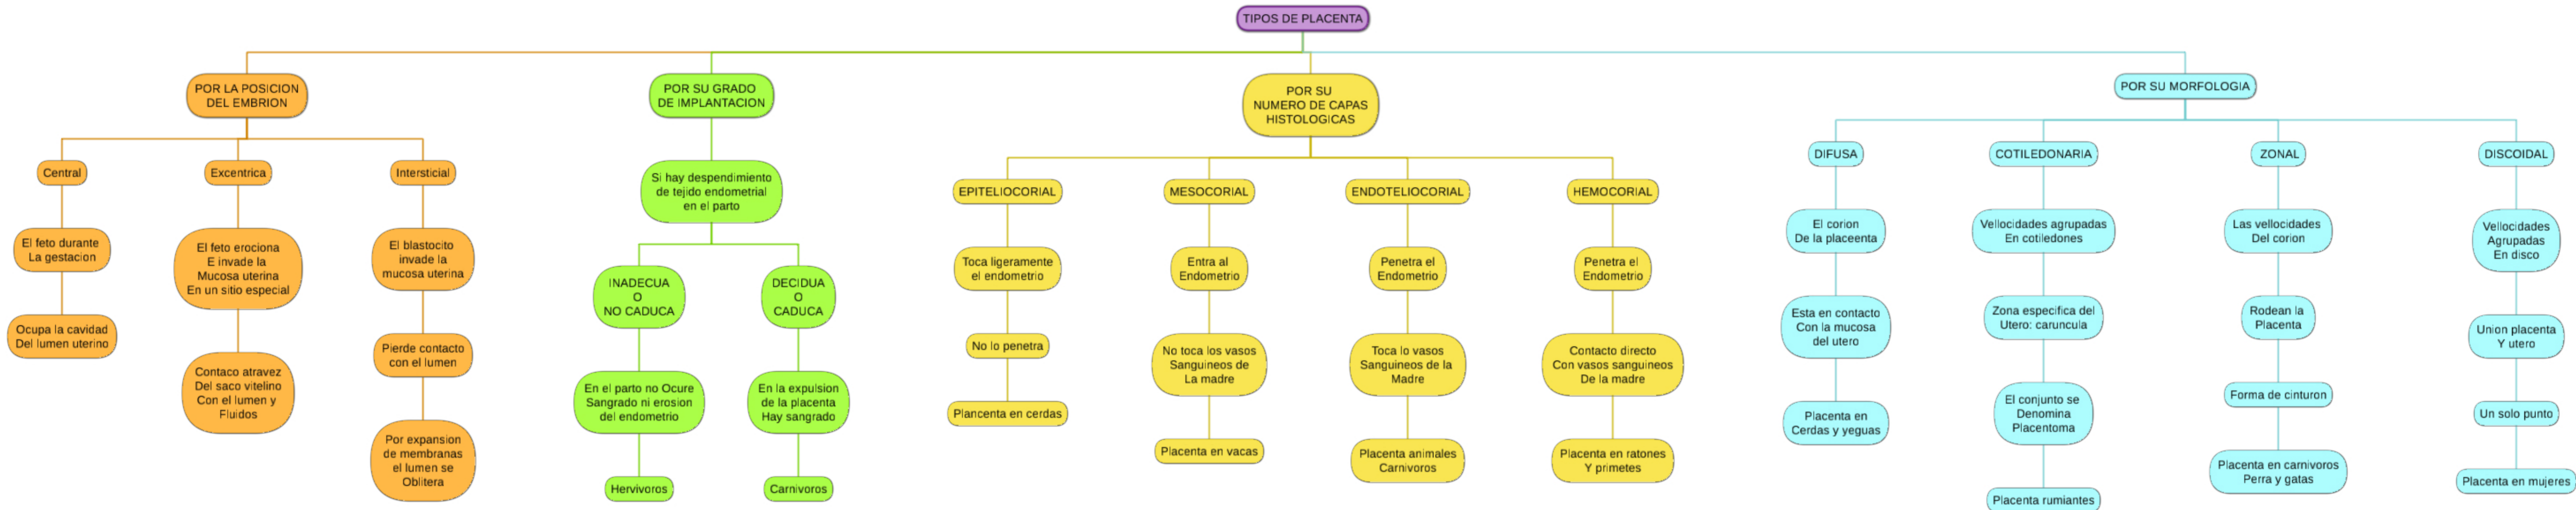 TIPOS DE PLACENTA
POR LA POSICION
DEL EMBRION
Central
El feto durante
La gestacion
Ocupa la cavidad
Del lumen uterino
Excentrica
El feto erociona
E invade la
Mucosa uterina
En un sitio especial
Contaco atravez
Del saco vitelino
Con el lumen y
Fluidos
Intersticial
El blastocito
invade la
mucosa uterina
Pierde contacto
con el lumen
Por expansion
de membranas
el lumen se
Oblitera
POR SU GRADO
DE IMPLANTACION
Si hay despendimiento
de tejido endometrial
en el parto
INADECUA
O
NO CADUCA
En el parto no Ocure
Sangrado ni erosion
del endometrio
Hervivoros
DECIDUA
O
CADUCA
En la expulsion
de la placenta
Hay sangrado
Carnivoros
POR SU
NUMERO DE CAPAS
HISTOLOGICAS
EPITELIOCORIAL
Toca ligeramente
el endometrio
No lo penetra
Plancenta en cerdas
MESOCORIAL
Entra al
Endometrio
No toca los vasos
Sanguineos de
La madre
Placenta en vacas
ENDOTELIOCORIAL
Penetra el
Endometrio
Toca lo vasos
Sanguineos de la
Madre
Placenta animales
Carnivoros
HEMOCORIAL
Penetra el
Endometrio
Contacto directo
Con vasos sanguineos
De la madre
Placenta en ratones
Y primetes
POR SU MORFOLOGIA
DIFUSA
El corion
De la placeenta
Esta en contacto
Con la mucosa
del utero
Placenta en
Cerdas y yeguas
COTILEDONARIA
Vellocidades agrupadas
En cotiledones
Zona especifica del
Utero: caruncula
El conjunto se
Denomina
Placentoma
Placenta rumiantes
ZONAL
Las vellocidades
Del corion
Rodean la
Placenta
Forma de cinturon
Placenta en carnivoros
Perra y gatas
DISCOIDAL
Vellocidades
Agrupadas
En disco
Union placenta
Y utero
Un solo punto
Placenta en mujeres